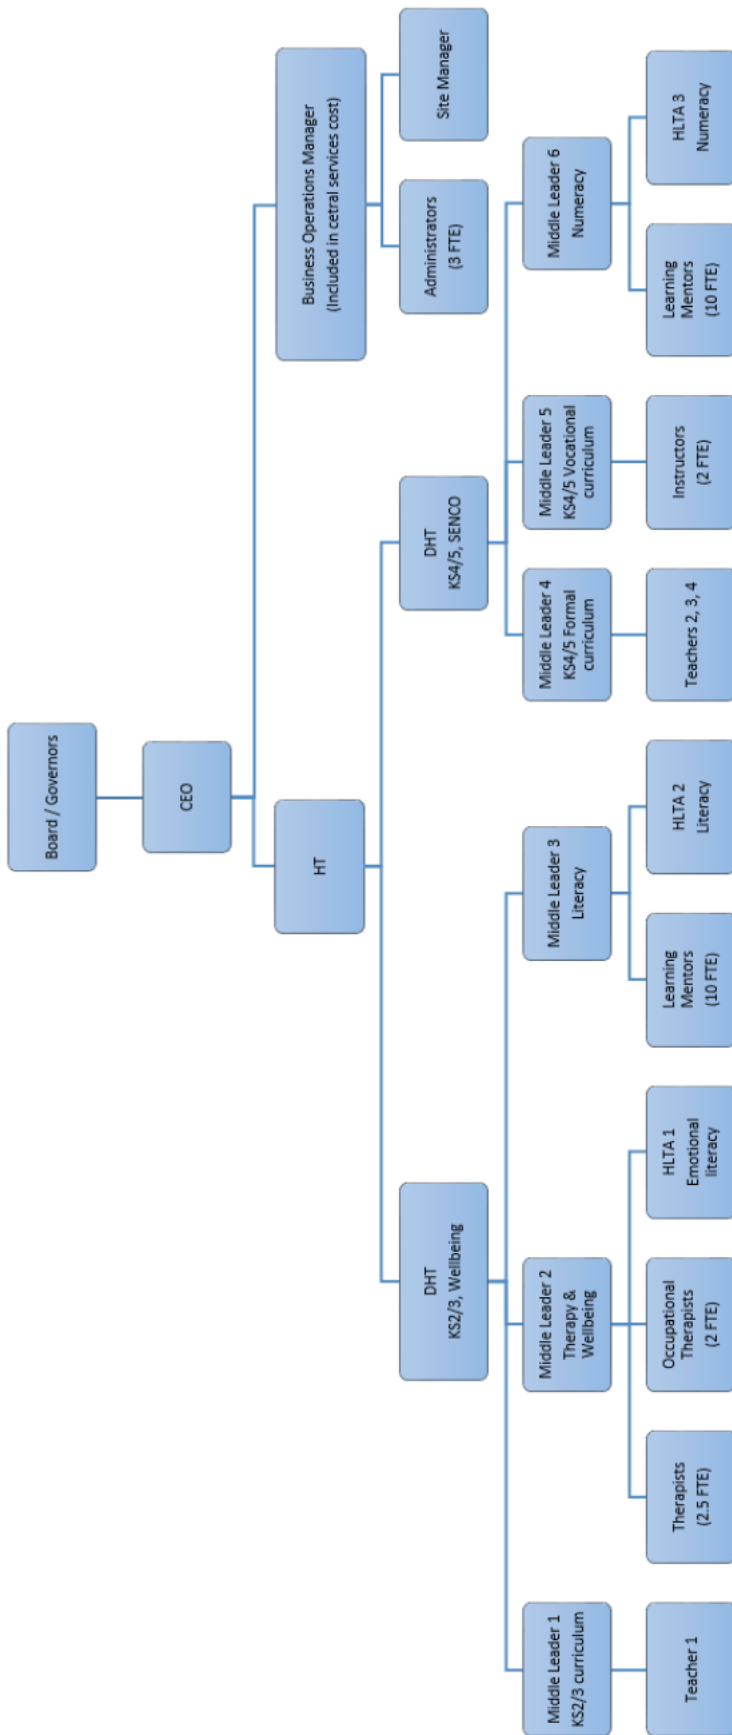 Board / Governors
CEO
HT
Business Operations Manager
(Included in cetral services cost)
DHT
KS2/3, Wellbeing
DHT
KS4/5, SENCO
Administrators
(3 FTE)
Site Manager
Middle Leader 1
KS2/3 curriculum
Middle Leader 2
Therapy &
Wellbeing
Middle Leader 3
Literacy
Middle Leader 4
KS4/5 Formal
curriculum
Middle Leader 5
KS4/5 Vocational
curriculum
Middle Leader 6
Numeracy
Teacher 1
Therapists
(2.5 FTE)
Occupational
Therapists
(2 FTE)
HLTA 1
Emotional
literacy
Learning
Mentors
(10 FTE)
HLTA 2
Literacy
Teachers 2, 3, 4
Instructors
(2 FTE)
Learning
Mentors
(10 FTE)
HLTA 3
Numeracy